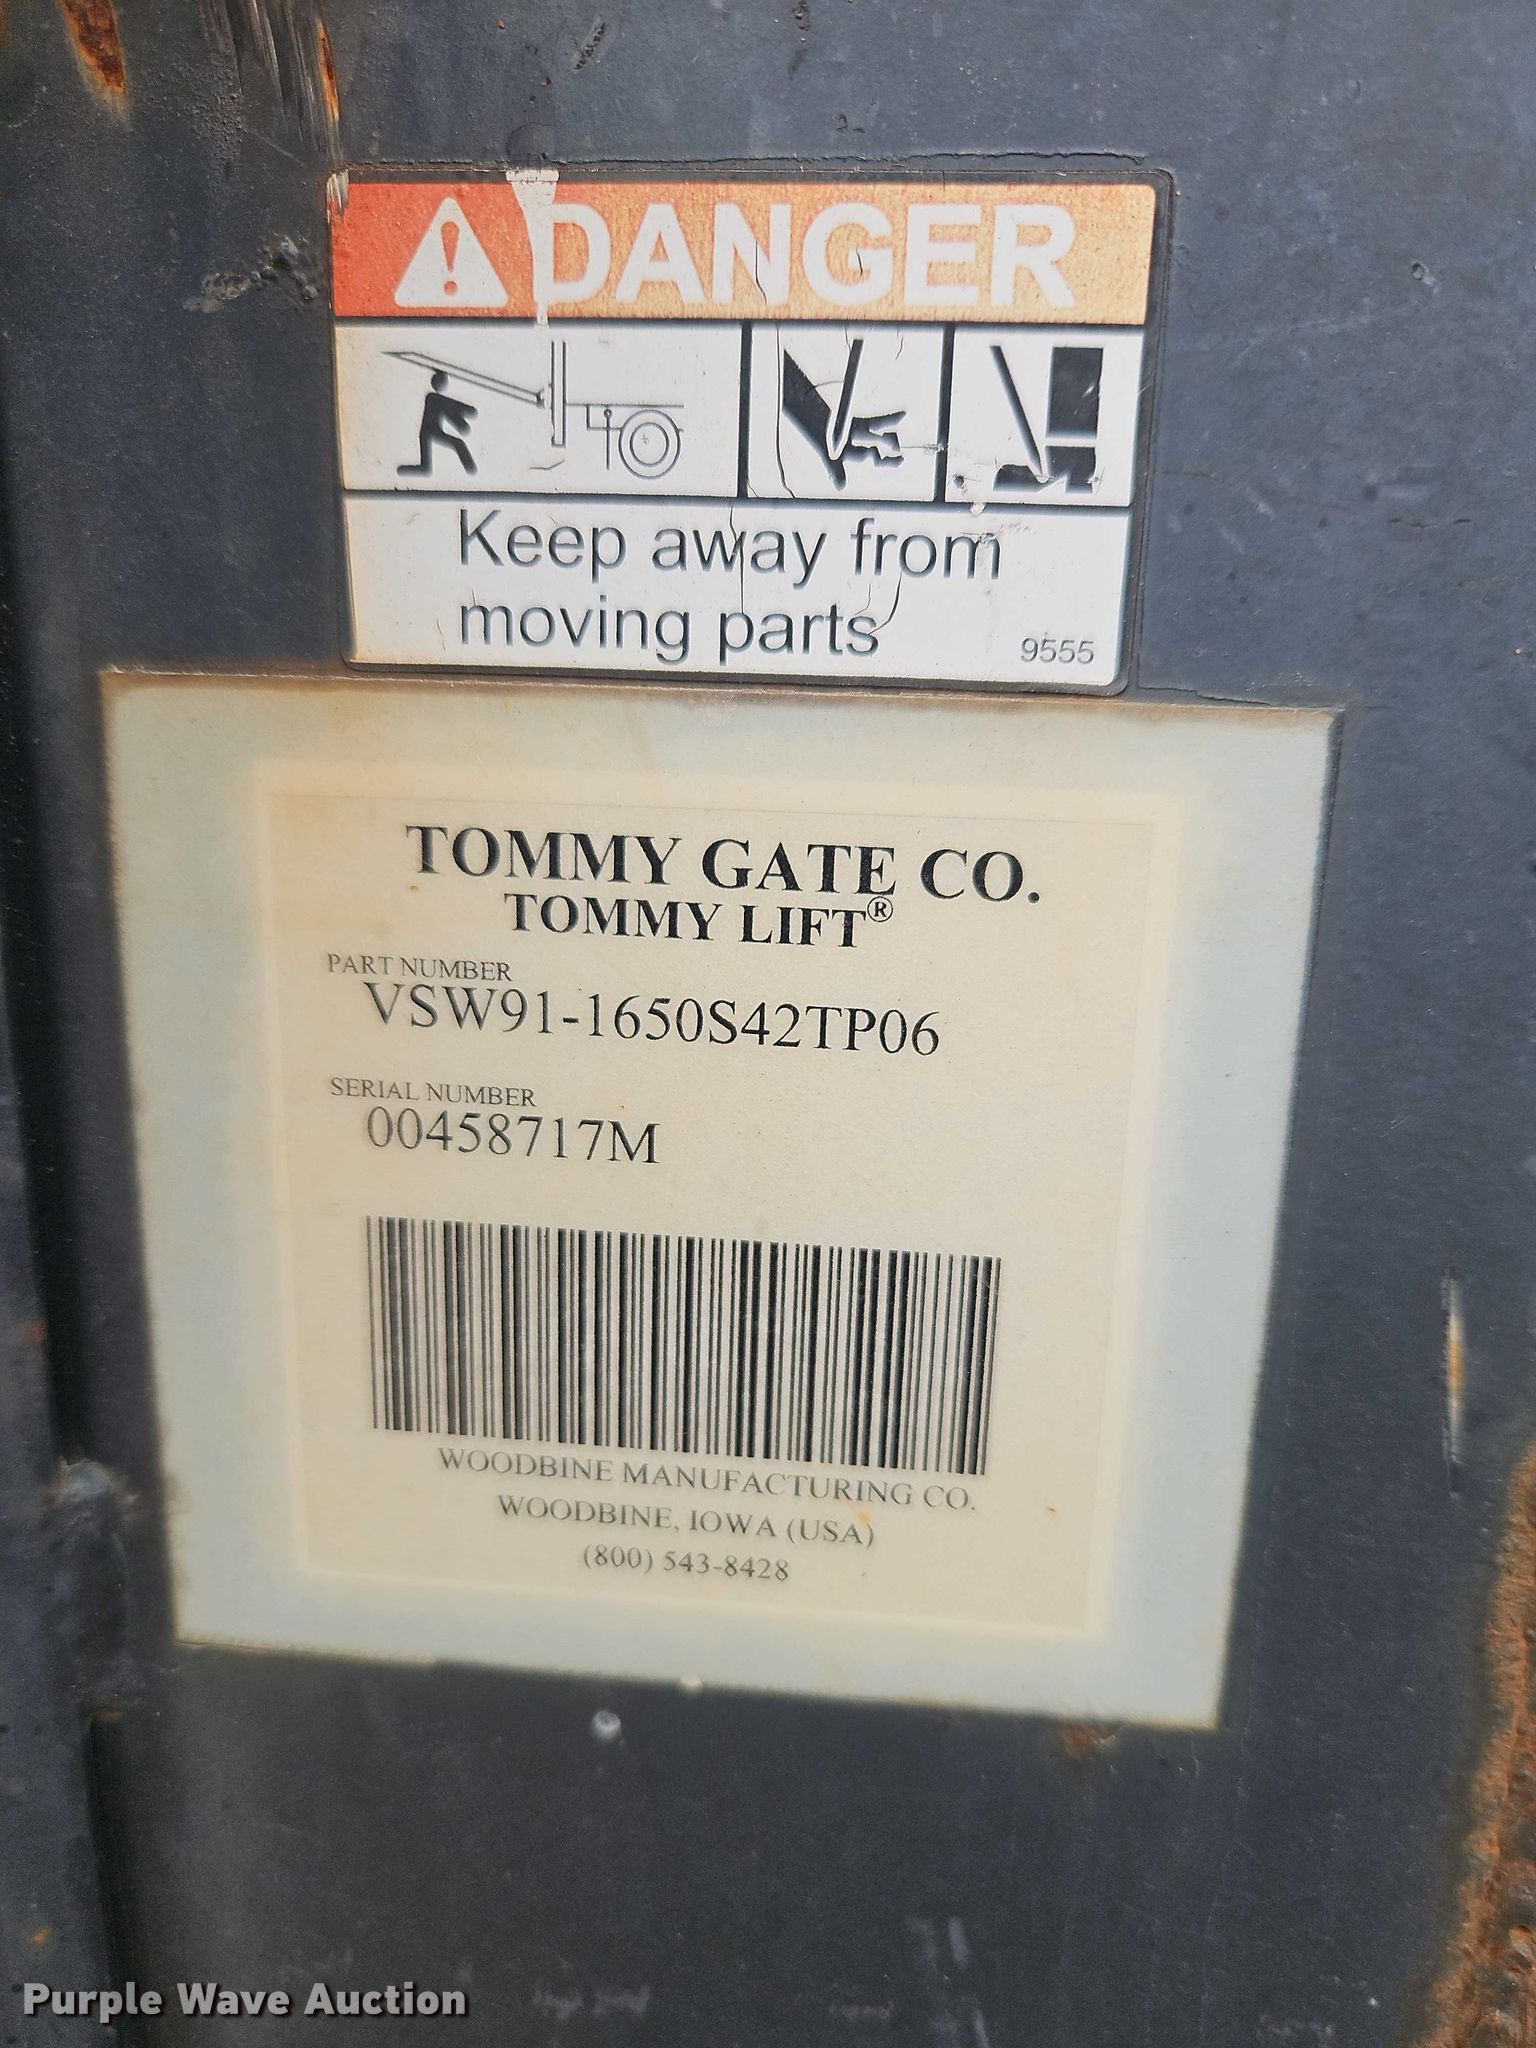 DANGER
Keep away from
moving parts
9555
TOMMY GATE CO.
TOMMY LIFT®
PART NUMBER
VSW91-1650S42TP06
SERIAL NUMBER
00458717M
WOODBINE MANUFACTURING CO.
WOODBINE, IOWA (USA)
(800) 543-8428
Purple Wave Auction